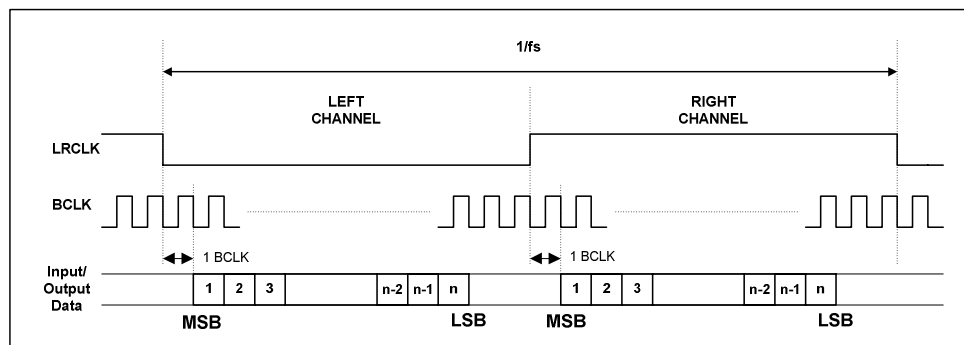 1/fs
LEFT
CHANNEL
RIGHT
CHANNEL
LRCLK
BCLK
1 BCLK
1 BCLK
Input/
Output
Data
1 2 3 n-2 n-1 n 1 2 3 n-2 n-1 n
MSB LSB MSB LSB